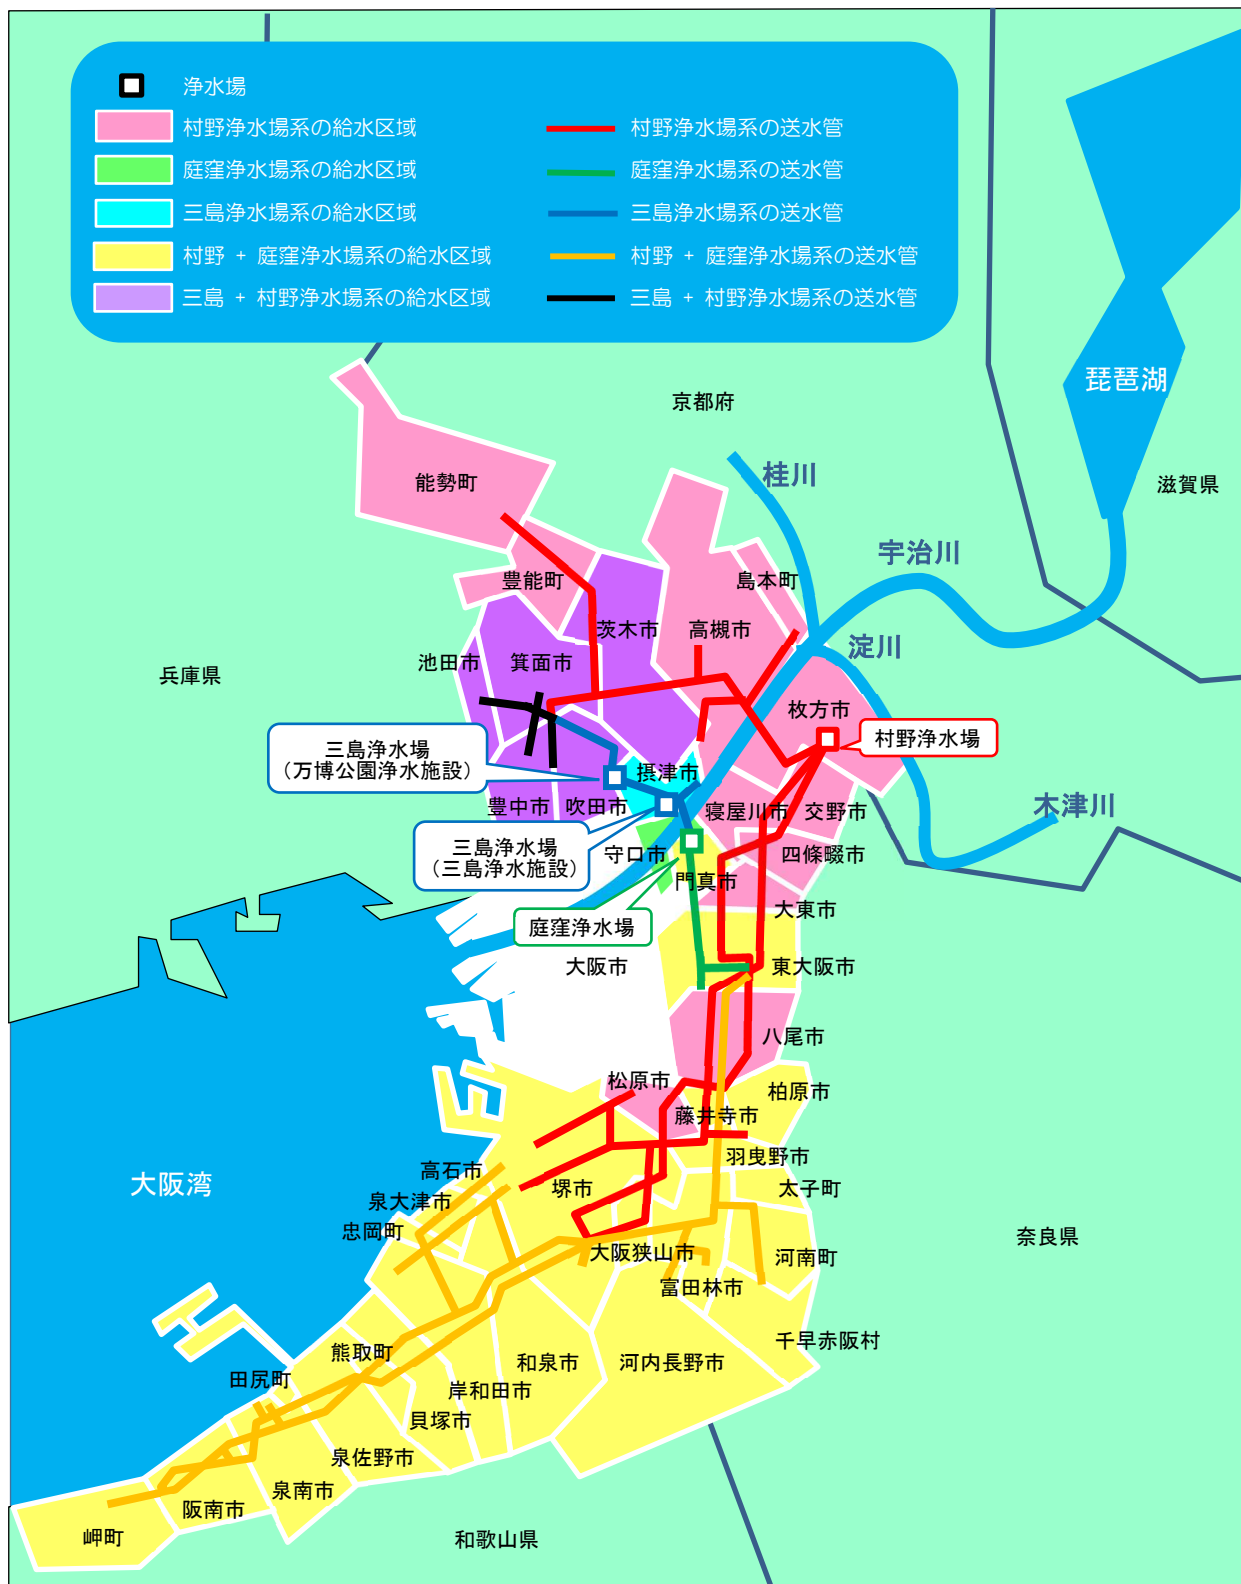 浄水場
村野浄水場系の給水区域
村野浄水場系の送水管
庭窪浄水場系の給水区域
庭窪浄水場系の送水管
三島浄水場系の給水区域
三島浄水場系の送水管
村野 + 庭窪浄水場系の給水区域
村野 + 庭窪浄水場系の送水管
三島 + 村野浄水場系の給水区域
三島 + 村野浄水場系の送水管
琵琶湖
京都府
桂川
能勢町
滋賀県
宇治川
豊能町
島本町
茨木市
高槻市
淀川
池田市
箕面市
兵庫県
枚方市
村野浄水場
三島浄水場
(万博公園浄水施設)
摂津市
豊中市
吹田市
寝屋川市
交野市
木津川
三島浄水場
(三島浄水施設)
守口市
四條畷市
門真市
大東市
庭窪浄水場
大阪市
東大阪市
八尾市
松原市
柏原市
藤井寺市
羽曳野市
高石市
大阪湾
堺市
太子町
泉大津市
忠岡町
奈良県
大阪狭山市
河南町
富田林市
千早赤阪村
熊取町
和泉市
河内長野市
田尻町
岸和田市
貝塚市
泉佐野市
泉南市
阪南市
岬町
和歌山県